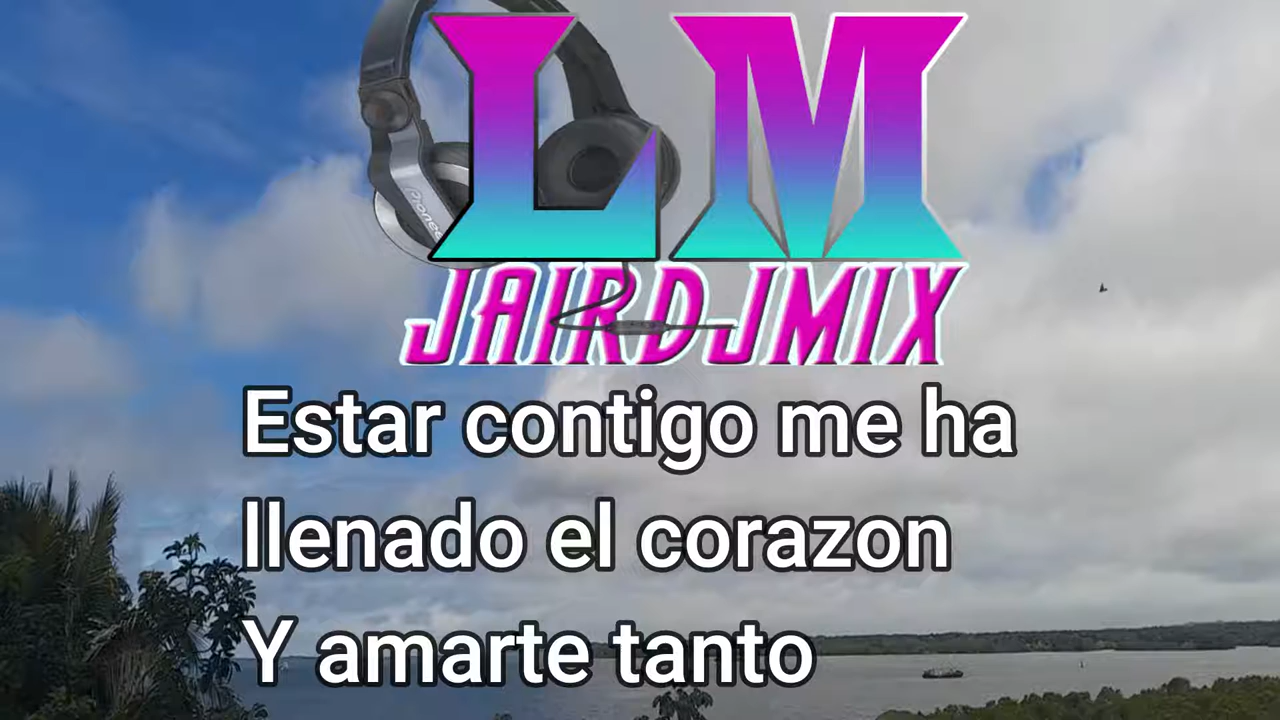 LM
JAIRDJMIX
Estar contigo me ha
llenado el corazon
Y amarte tanto